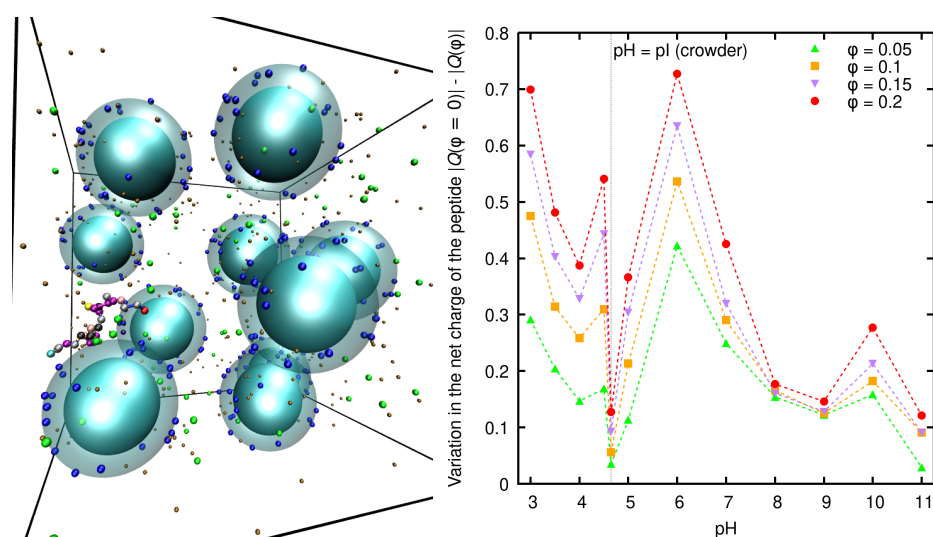 Variation in the net charge of the peptide |Q(φ = 0)| - |Q(φ)|
0.8
0.7
0.6
0.5
0.4
0.3
0.2
0.1
0
pH = pI (crowder)
φ = 0.05
φ = 0.1
φ = 0.15
φ = 0.2
3 4 5 6 7 8 9 10 11
pH